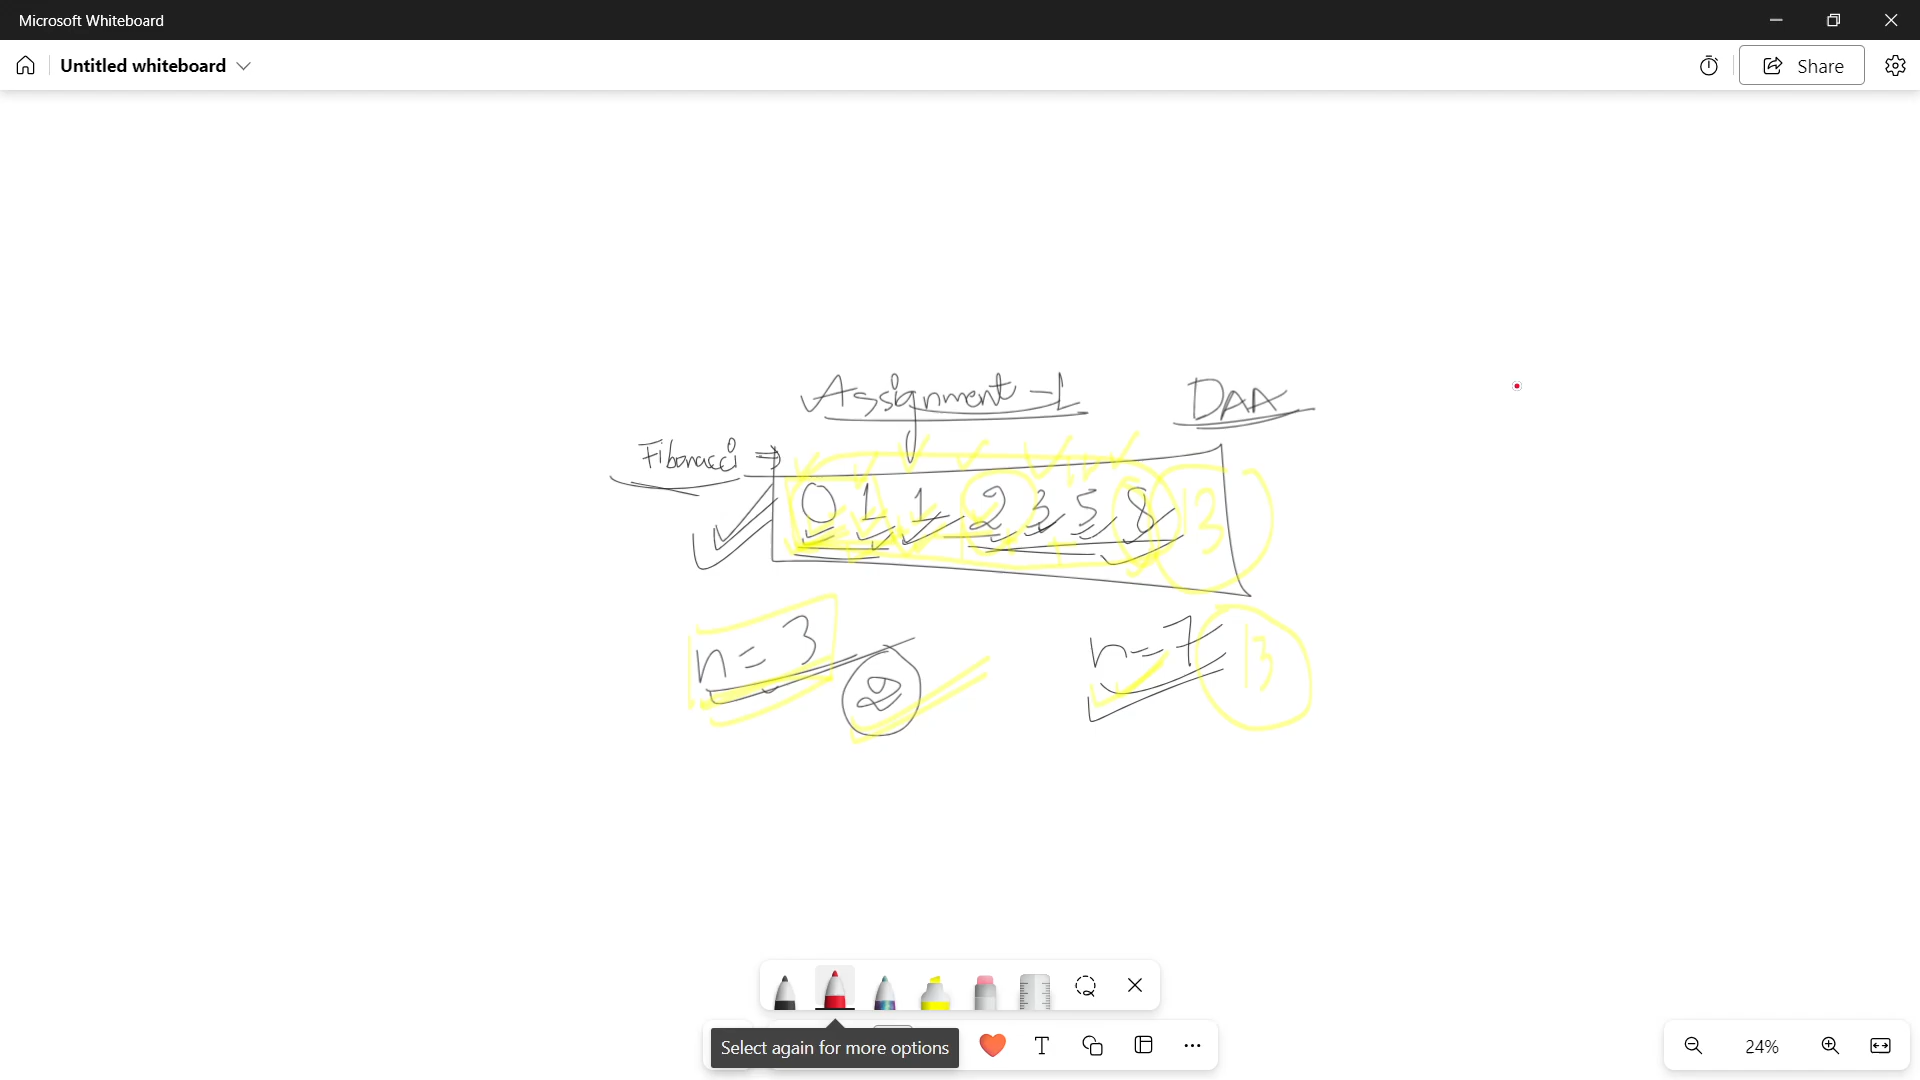 Microsoft Whiteboard
Untitled whiteboard
Share
Assignment - 1 DAA
Fibonacci ⇒
0 1 1 2 3 5 8 13
n = 3 2 n = 7 13
Select again for more options
T
24%